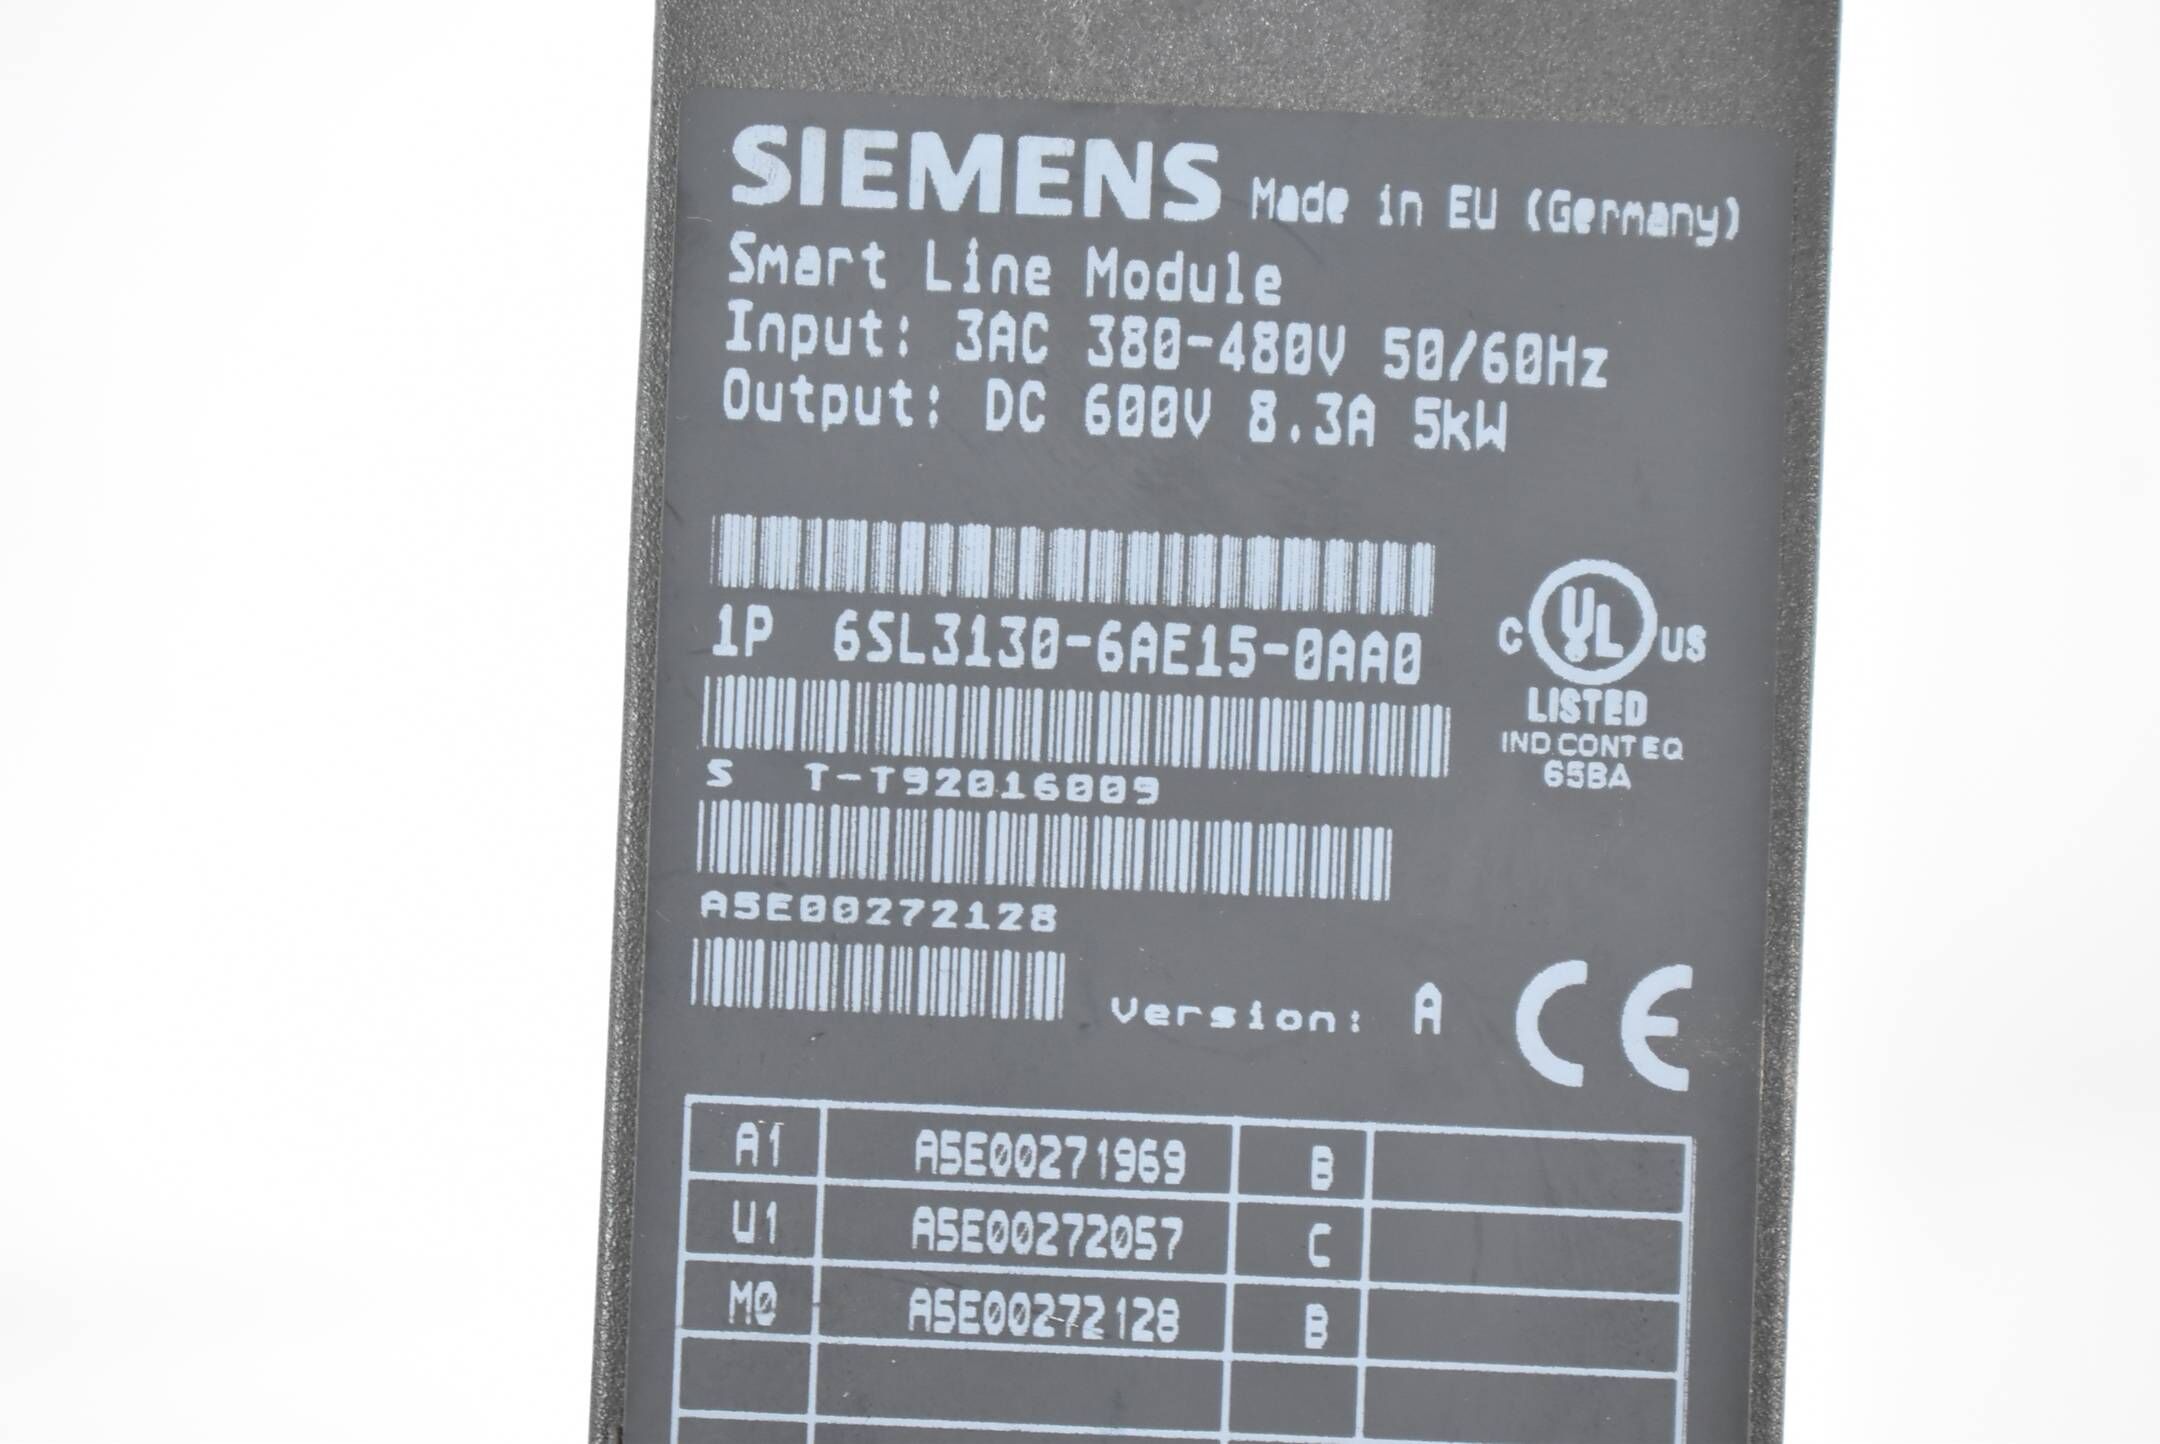 SIEMENS Made in EU (Germany)
Smart Line Module
Input: 3AC 380-480V 50/60Hz
Output: DC 600V 8.3A 5kW
1P 6SL3130-6AE15-0AA0
C UL US
LISTED
IND.CONT EQ
65BA
S T-T92016009
A5E00272128
Version: A
CE
A1 A5E00271969 B
U1 A5E00272057 C
M0 A5E00272128 B